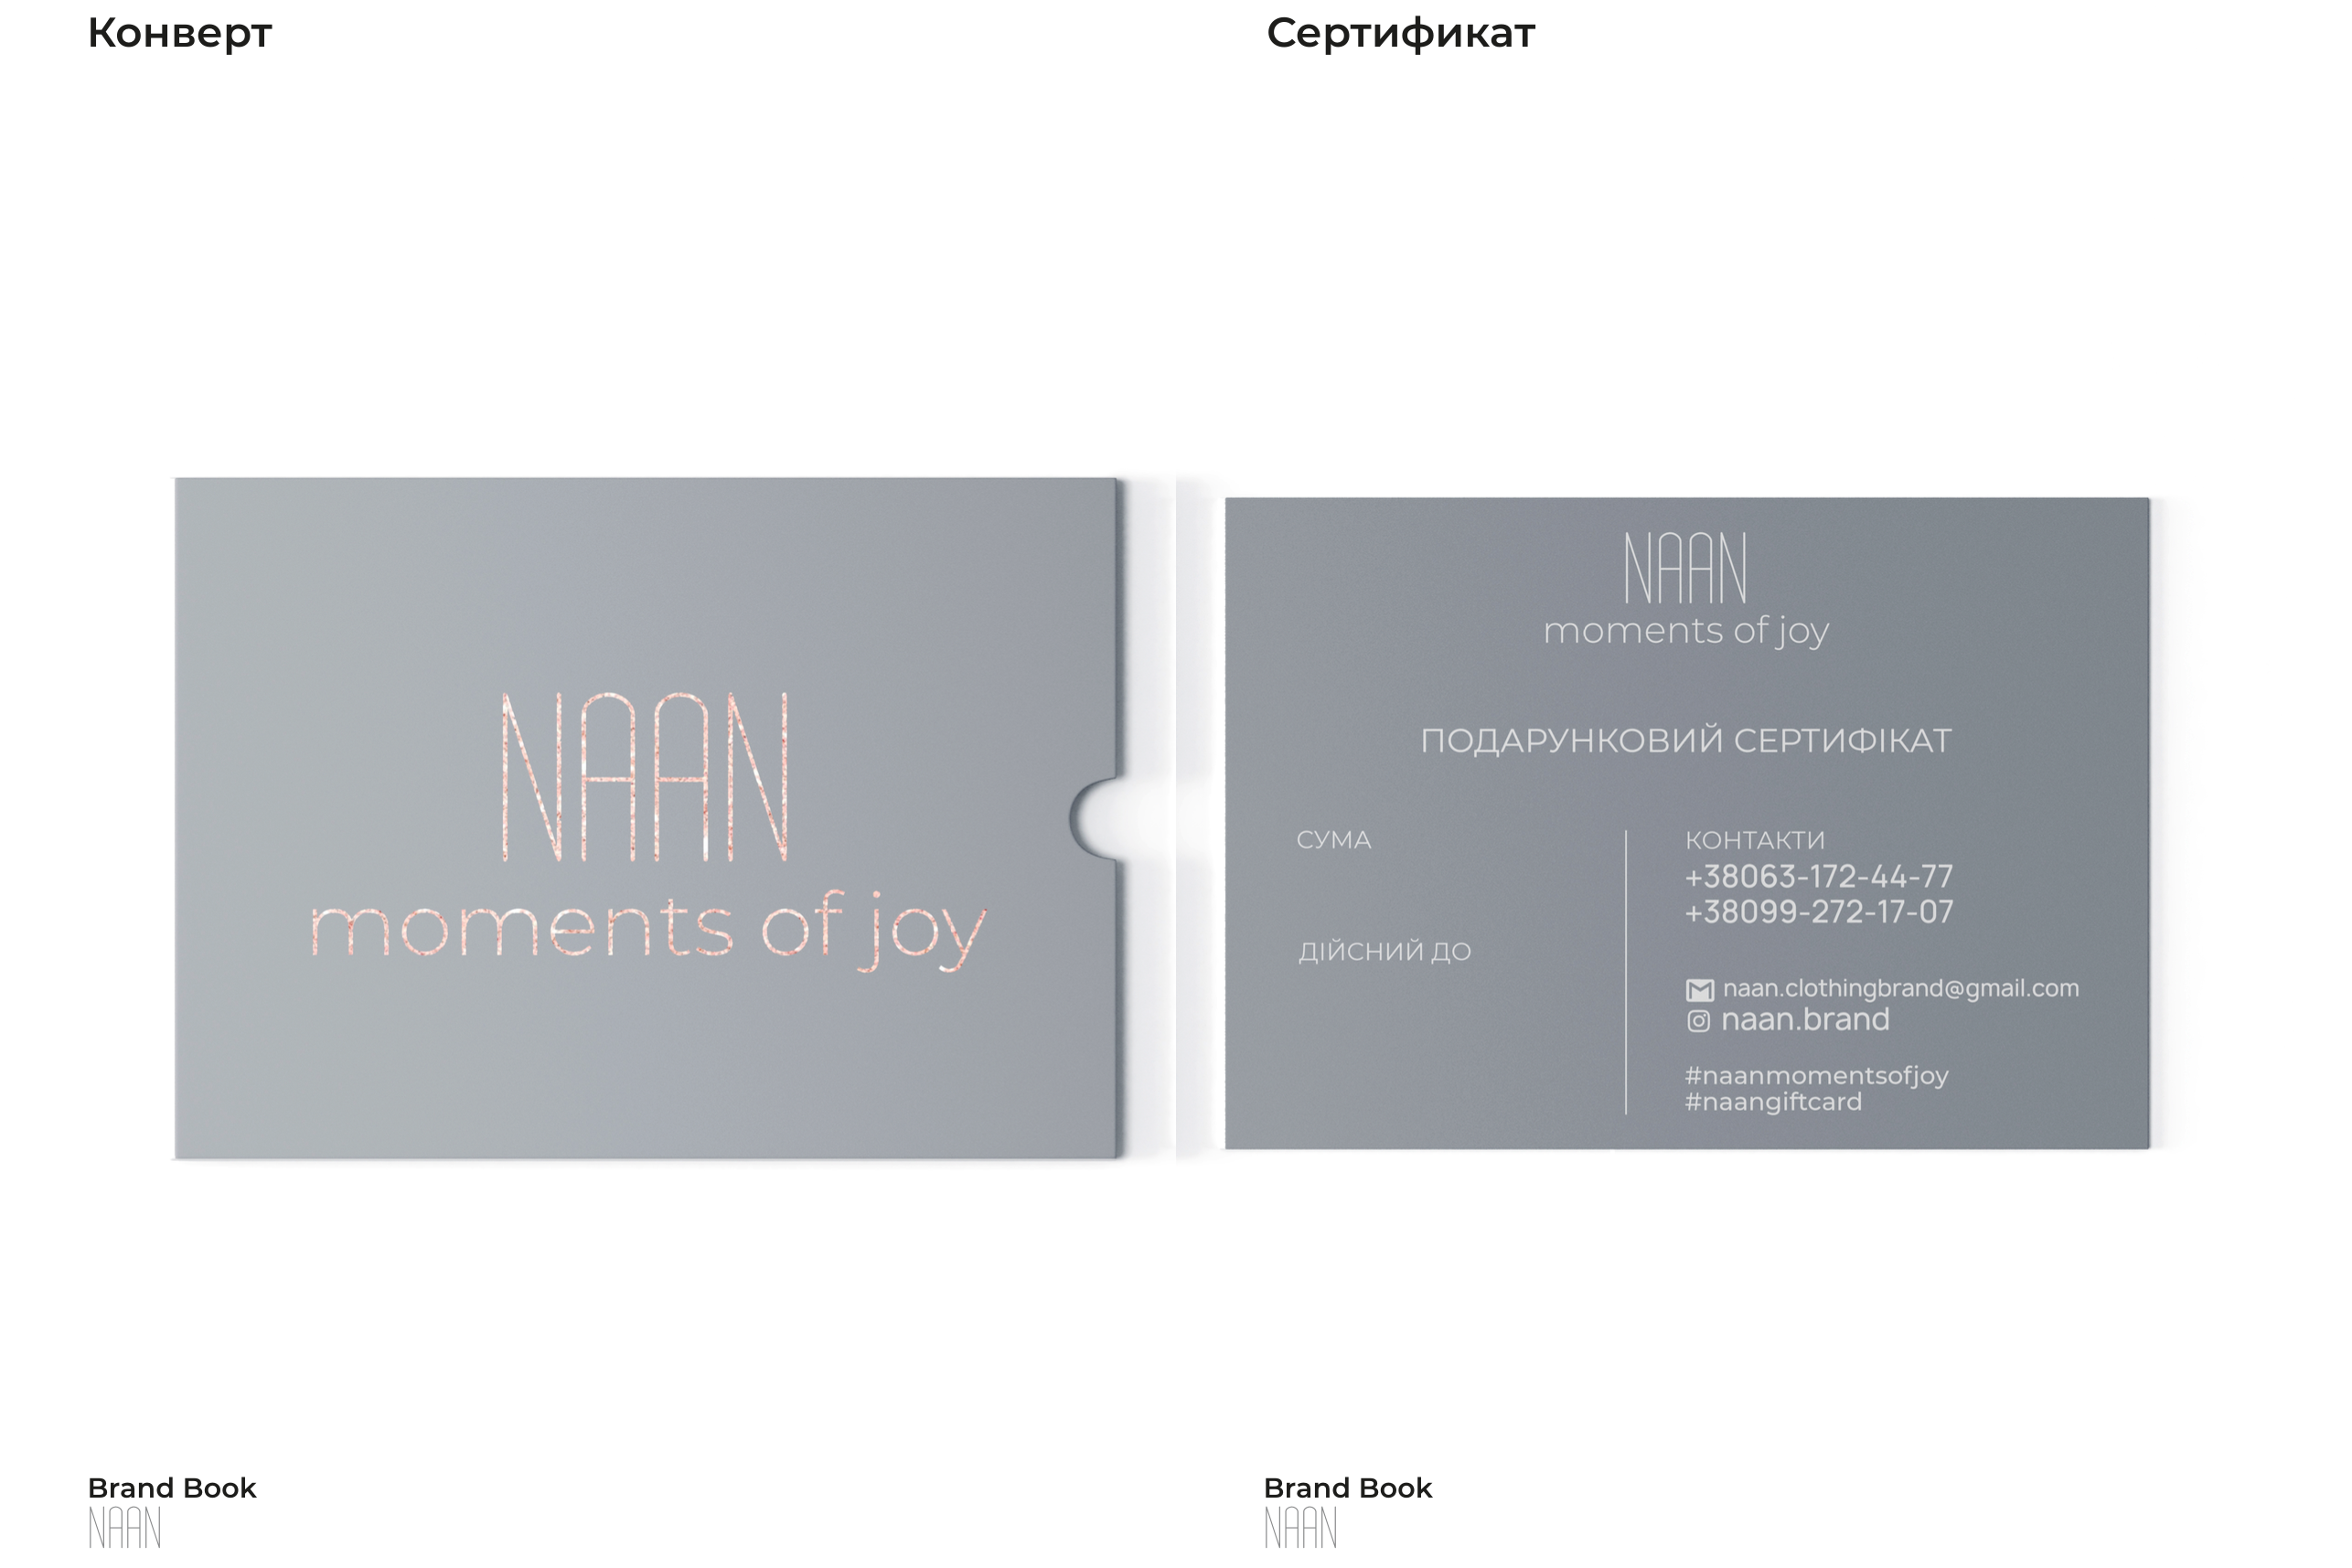 Конверт
NAAN
moments of joy
Brand Book
NAAN
Сертификат
NAAN
moments of joy
ПОДАРУНКОВИЙ СЕРТИФІКАТ
СУМА
ДІЙСНИЙ ДО
КОНТАКТИ
+38063-172-44-77
+38099-272-17-07
naan.clothingbrand@gmail.com
naan.brand
#naanmomentsofjoy
#naangiftcard
Brand Book
NAAN